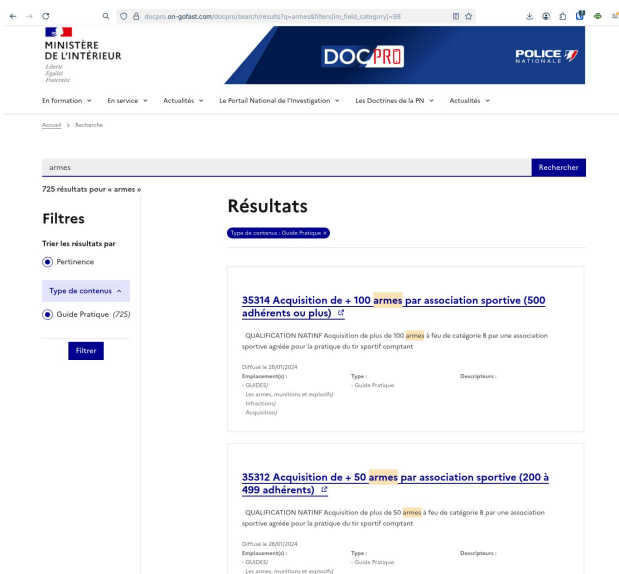 docpro.on-gofast.com/docpro/search/results?q=armes&filters[im_field_category]=98
MINISTÈRE
DE L'INTÉRIEUR
Liberté
Égalité
Fraternité
DOCPRO
POLICE
NATIONALE
En formation En service Actualités Le Portail National de l'Investigation Les Doctrines de la PN Actualités
Accueil > Recherche
armes
Rechercher
725 résultats pour « armes »
Filtres
Trier les résultats par
Pertinence
Type de contenus
Guide Pratique (725)
Filtrer
Résultats
Type de contenus : Guide Pratique ×
35314 Acquisition de + 100 armes par association sportive (500
adhérents ou plus)
QUALIFICATION NATINF Acquisition de plus de 100 armes à feu de catégorie B par une association
sportive agréée pour la pratique du tir sportif comptant
Diffusé le 26/01/2024
Emplacement(s) : Type : Descripteurs :
- GUIDES/ - Guide Pratique
Les armes, munitions et explosifs/
Infractions/
Acquisition/
35312 Acquisition de + 50 armes par association sportive (200 à
499 adhérents)
QUALIFICATION NATINF Acquisition de plus de 50 armes à feu de catégorie B par une association
sportive agréée pour la pratique du tir sportif comptant
Diffusé le 26/01/2024
Emplacement(s) : Type : Descripteurs :
- GUIDES/ - Guide Pratique
Les armes, munitions et explosifs/